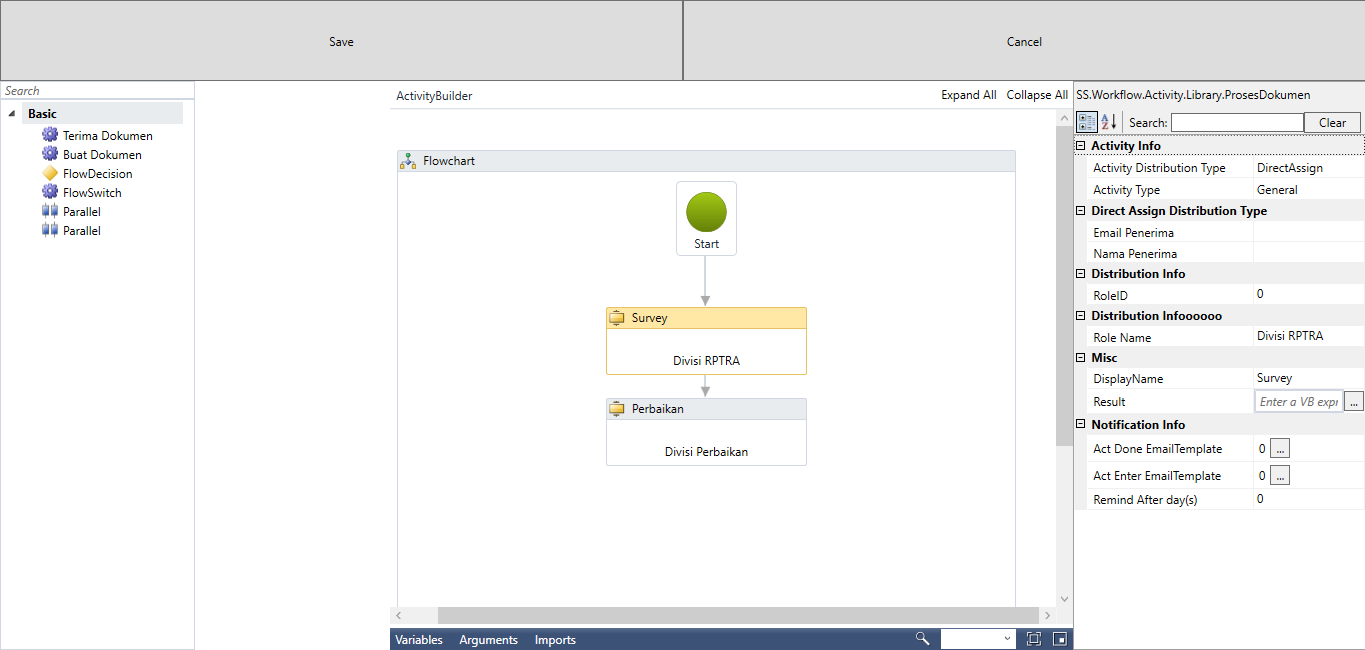 Save
Cancel
Search
Basic
Terima Dokumen
Buat Dokumen
FlowDecision
FlowSwitch
Parallel
Parallel
ActivityBuilder
Expand All Collapse All
Flowchart
Start
Survey
Divisi RPTRA
Perbaikan
Divisi Perbaikan
Variables Arguments Imports
SS.Workflow.Activity.Library.ProsesDokumen
AZ Search: Clear
Activity Info
Activity Distribution Type DirectAssign
Activity Type General
Direct Assign Distribution Type
Email Penerima
Nama Penerima
Distribution Info
RoleID 0
Distribution Infoooooo
Role Name Divisi RPTRA
Misc
DisplayName Survey
Result Enter a VB expr ...
Notification Info
Act Done EmailTemplate 0 ...
Act Enter EmailTemplate 0 ...
Remind After day(s) 0